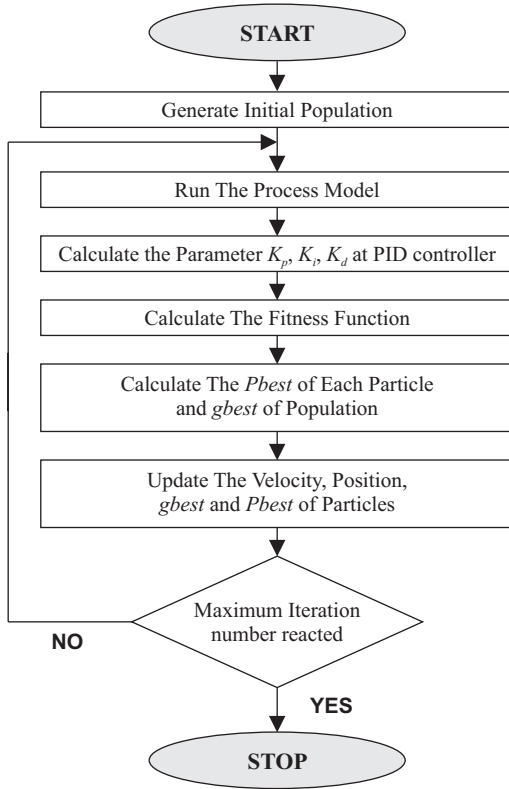 START
Generate Initial Population
Run The Process Model
Calculate the Parameter Kp, Ki, Kd at PID controller
Calculate The Fitness Function
Calculate The Pbest of Each Particle
and gbest of Population
Update The Velocity, Position,
gbest and Pbest of Particles
Maximum Iteration
number reacted
NO
YES
STOP